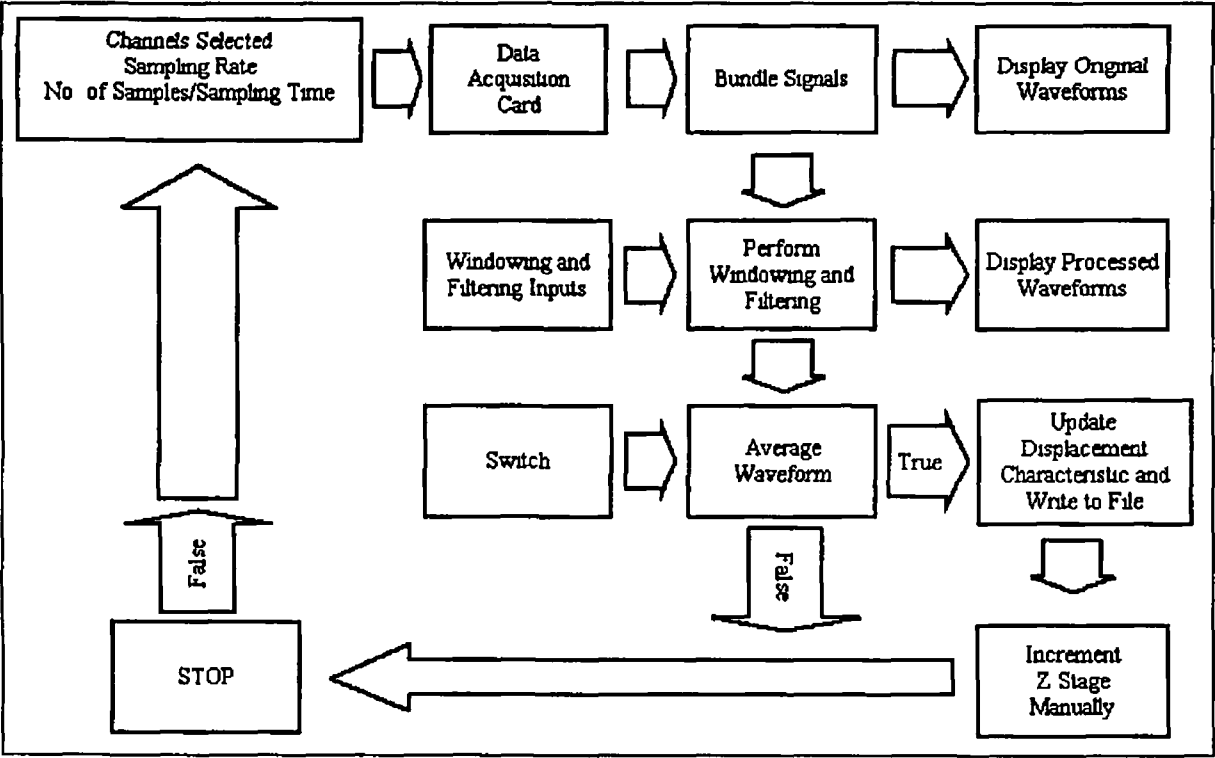 Channels Selected
Sampling Rate
No of Samples/Sampling Time
Data
Acquisition
Card
Bundle Signals
Display Original
Waveforms
Windowing and
Filtering Inputs
Perform
Windowing and
Filtering
Display Processed
Waveforms
Switch
Average
Waveform
True
Update
Displacement
Characteristic and
Write to File
False
False
STOP
Increment
Z Stage
Manually